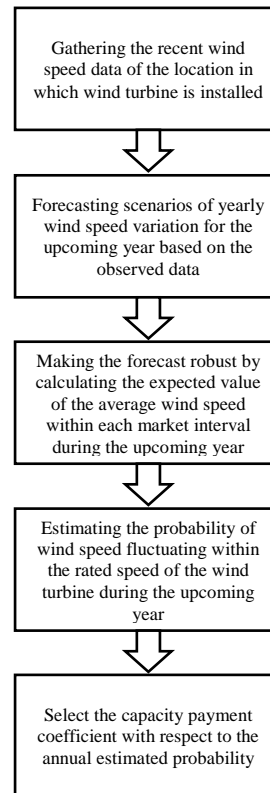 Gathering the recent wind
speed data of the location in
which wind turbine is installed
Forecasting scenarios of yearly
wind speed variation for the
upcoming year based on the
observed data
Making the forecast robust by
calculating the expected value
of the average wind speed
within each market interval
during the upcoming year
Estimating the probability of
wind speed fluctuating within
the rated speed of the wind
turbine during the upcoming
year
Select the capacity payment
coefficient with respect to the
annual estimated probability